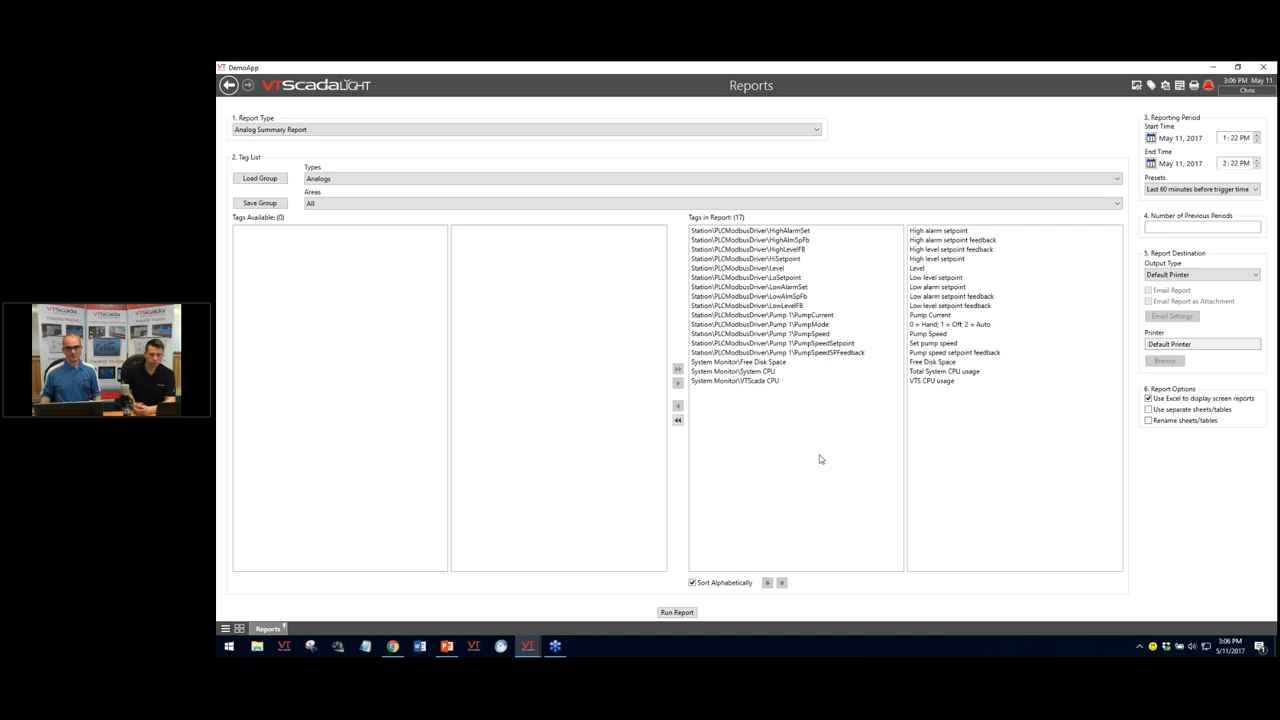 DemoApp
VTScadaLIGHT
Reports
3:06 PM May 11
Chris
1. Report Type
Analog Summary Report
2. Tag List
Types
Load Group
Analogs
Areas
Save Group
All
Tags Available: (0)
Tags in Report: (17)
Station\PLCModbusDriver\HighAlarmSet High alarm setpoint
Station\PLCModbusDriver\HighAlmSpFb High alarm setpoint feedback
Station\PLCModbusDriver\HighLevelFB High level setpoint feedback
Station\PLCModbusDriver\HiSetpoint High level setpoint
Station\PLCModbusDriver\Level Level
Station\PLCModbusDriver\LoSetpoint Low level setpoint
Station\PLCModbusDriver\LowAlarmSet Low alarm setpoint
Station\PLCModbusDriver\LowAlmSpFb Low alarm setpoint feedback
Station\PLCModbusDriver\LowLevelFB Low level setpoint feedback
Station\PLCModbusDriver\Pump 1\PumpCurrent Pump Current
Station\PLCModbusDriver\Pump 1\PumpMode 0 = Hand; 1 = Off; 2 = Auto
Station\PLCModbusDriver\Pump 1\PumpSpeed Pump Speed
Station\PLCModbusDriver\Pump 1\PumpSpeedSetpoint Set pump speed
Station\PLCModbusDriver\Pump 1\PumpSpeedSPFeedback Pump speed setpoint feedback
System Monitor\Free Disk Space Free Disk Space
System Monitor\System CPU Total System CPU usage
System Monitor\VTScada CPU VTS CPU usage
Sort Alphabetically
Run Report
3. Reporting Period
Start Time
May 11, 2017 1:22 PM
End Time
May 11, 2017 2:22 PM
Presets
Last 60 minutes before trigger time
4. Number of Previous Periods
5. Report Destination
Output Type
Default Printer
Email Report
Email Report as Attachment
Email Settings
Printer
Default Printer
Browse
6. Report Options
Use Excel to display screen reports
Use separate sheets/tables
Rename sheets/tables
Reports
3:06 PM
5/11/2017
VTScada
VTScada